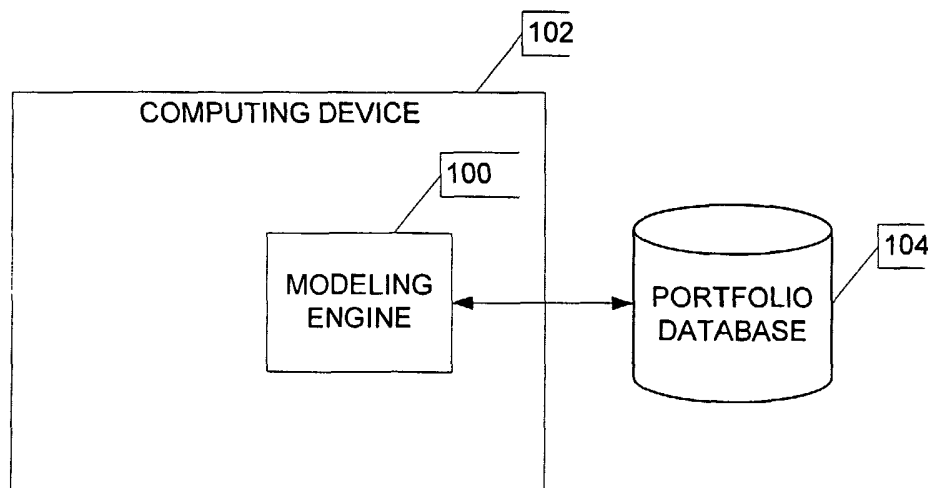 102
COMPUTING DEVICE
100
104
MODELING
ENGINE
PORTFOLIO
DATABASE